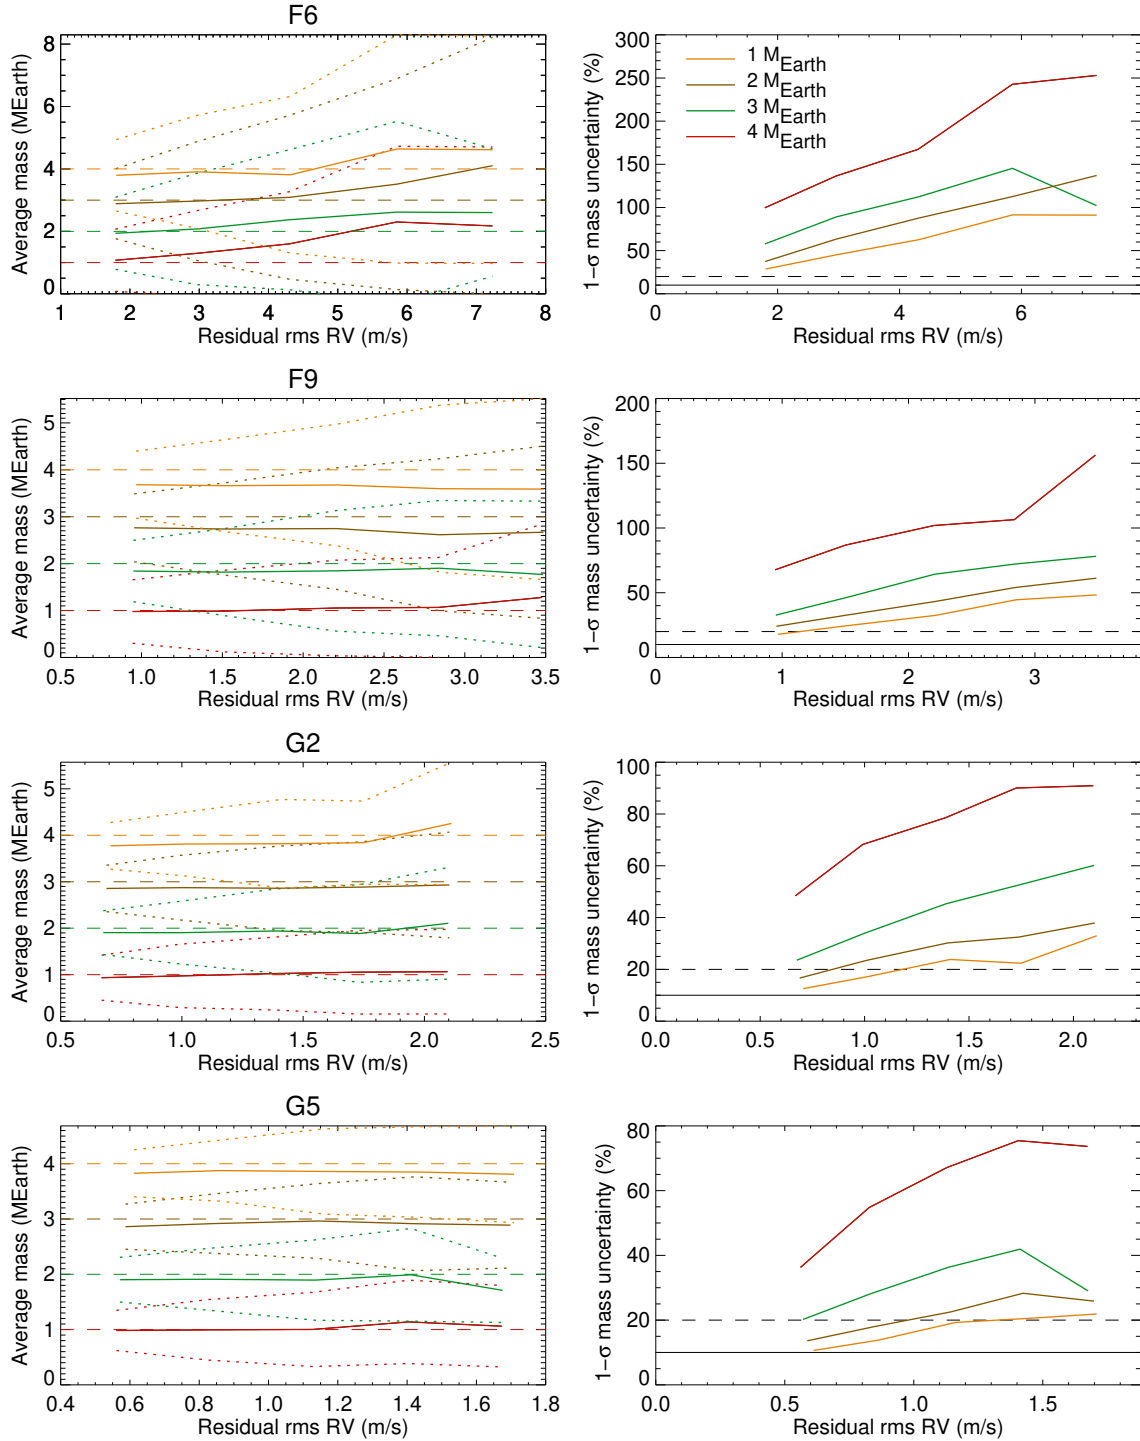 F6
Average mass (MEarth)
8
6
4
2
0
1 2 3 4 5 6 7 8
Residual rms RV (m/s)
1−σ mass uncertainty (%)
300
250
200
150
100
50
0
1 MEarth
2 MEarth
3 MEarth
4 MEarth
0 2 4 6
Residual rms RV (m/s)
F9
Average mass (MEarth)
5
4
3
2
1
0
0.5 1.0 1.5 2.0 2.5 3.0 3.5
Residual rms RV (m/s)
1−σ mass uncertainty (%)
200
150
100
50
0
0 1 2 3
Residual rms RV (m/s)
G2
Average mass (MEarth)
5
4
3
2
1
0
0.5 1.0 1.5 2.0 2.5
Residual rms RV (m/s)
1−σ mass uncertainty (%)
100
80
60
40
20
0
0.0 0.5 1.0 1.5 2.0
Residual rms RV (m/s)
G5
Average mass (MEarth)
4
3
2
1
0
0.4 0.6 0.8 1.0 1.2 1.4 1.6 1.8
Residual rms RV (m/s)
1−σ mass uncertainty (%)
80
60
40
20
0
0.0 0.5 1.0 1.5
Residual rms RV (m/s)